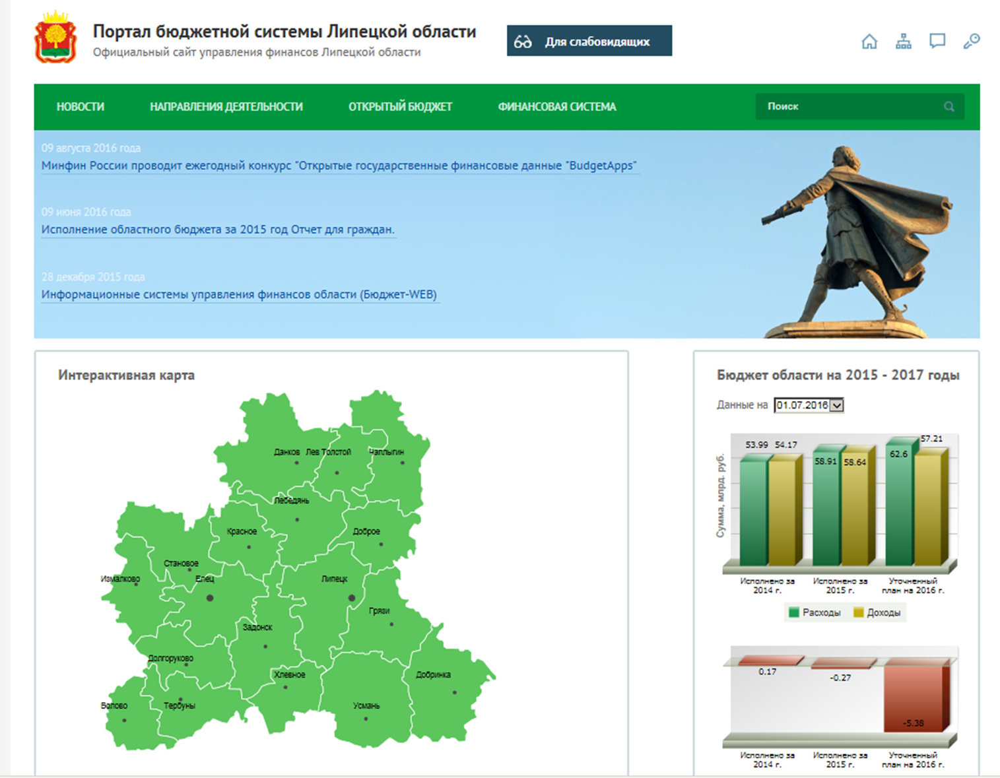 Портал бюджетной системы Липецкой области
Официальный сайт управления финансов Липецкой области
Для слабовидящих
НОВОСТИ
НАПРАВЛЕНИЯ ДЕЯТЕЛЬНОСТИ
ОТКРЫТЫЙ БЮДЖЕТ
ФИНАНСОВАЯ СИСТЕМА
Поиск
09 августа 2016 года
Минфин России проводит ежегодный конкурс "Открытые государственные финансовые данные "BudgetApps"
09 июня 2016 года
Исполнение областного бюджета за 2015 год Отчет для граждан.
28 декабря 2015 года
Информационные системы управления финансов области (Бюджет-WEB)
Интерактивная карта
Данков
Лев Толстой
Чаплыгин
Лебедянь
Красное
Доброе
Становое
Измалково
Елец
Липецк
Грязи
Задонск
Долгоруково
Хлевное
Добринка
Волово
Тербуны
Усмань
Бюджет области на 2015 - 2017 годы
Данные на 01.07.2016
Сумма, млрд. руб.
53.99 54.17
58.91 58.64
62.6 57.21
Исполнено за
2014 г.
Исполнено за
2015 г.
Уточненный
план на 2016 г.
Расходы
Доходы
0.17
-0.27
-5.38
Исполнено за
2014 г.
Исполнено за
2015 г.
Уточненный
план на 2016 г.